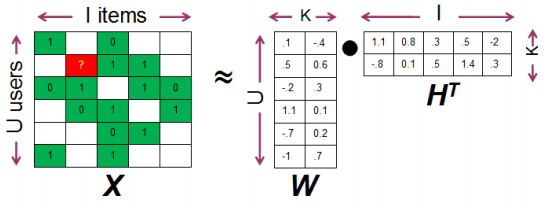 I items K I
U users
1 0
? 1 1
0 1 1 0
0 1 1
1 1
1 1
X
≈
U
.1 -.4
.5 0.6
-.2 .3
1.1 0.1
-.7 0.2
-1 .7
W
1.1 0.8 .3 .5 -2
-.8 0.1 .5 1.4 .3
K
H^T